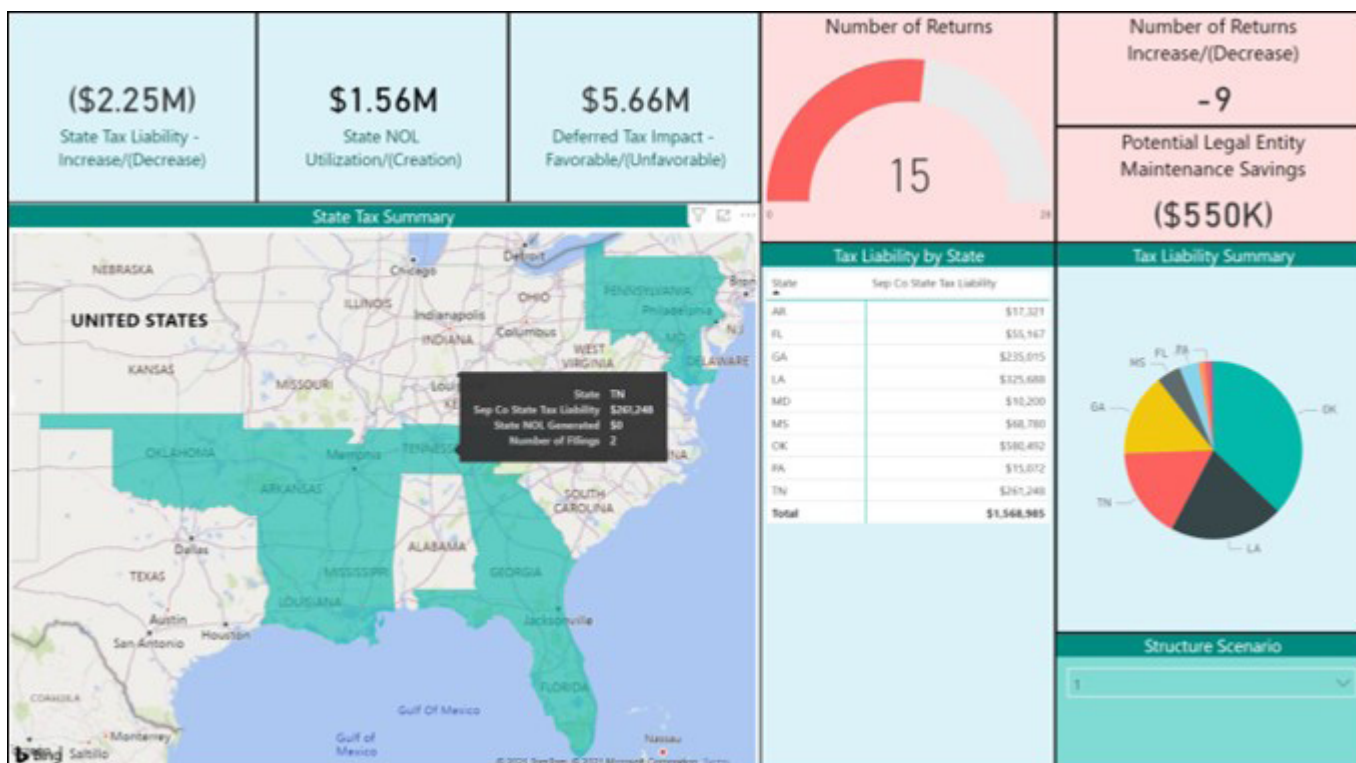 ($2.25M)
State Tax Liability -
Increase/(Decrease)
$1.56M
State NOL
Utilization/(Creation)
$5.66M
Deferred Tax Impact -
Favorable/(Unfavorable)
Number of Returns
15
0
28
Number of Returns
Increase/(Decrease)
-9
Potential Legal Entity
Maintenance Savings
($550K)
State Tax Summary
NEBRASKA
Chicago
Detroit
PENNSYLVANIA
Philadelphia
ILLINOIS
OHIO
Indianapolis
INDIANA
Columbus
MD
N.J
DELAWARE
UNITED STATES
WEST
VIRGINIA
KANSAS
MISSOURI
State TN
Sep Co State Tax Liability $261,248
State NOL Generated $0
Number of Filings 2
OKLAHOMA
Memphis
TENNESS
ARKANSAS
SOUTH
CAROLINA
Dallas
ALABAMA
TEXAS
MISSISSIPPI
GEORGIA
LOUISIANA
Austin
Houston
Jacksonville
San Antonio
FLORIDA
COAHUILA
Gulf Of Mexico
Monterrey
Gulf of
Mexico
Nassau
Bing
Saltillo
Tax Liability by State
State Sep Co State Tax Liability
AR $17,321
FL $55,167
GA $235,015
LA $325,688
MD $10,200
MS $68,780
OK $580,492
PA $15,072
TN $261,248
Total $1,568,985
Tax Liability Summary
MS
FL
PA
GA
OK
TN
LA
Structure Scenario
1